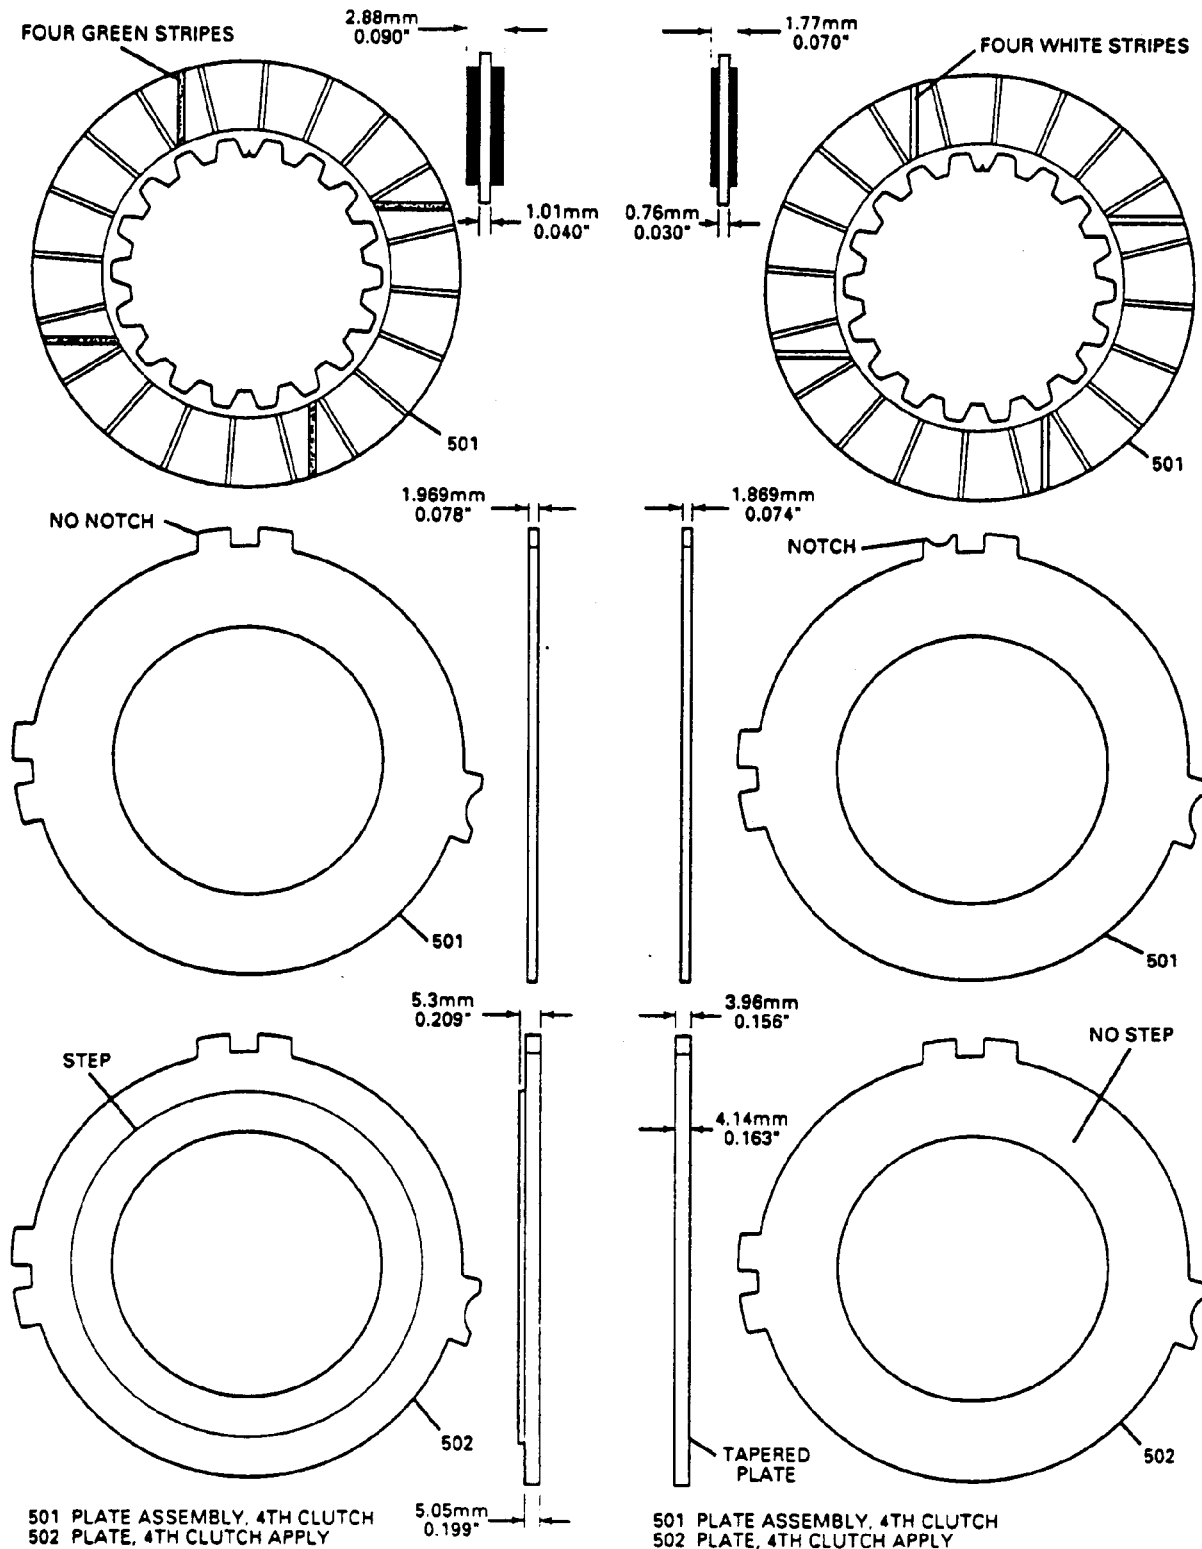 FOUR GREEN STRIPES
2.88mm
0.090"
1.77mm
0.070"
FOUR WHITE STRIPES
1.01mm
0.040"
0.76mm
0.030"
501
501
NO NOTCH
1.969mm
0.078"
1.869mm
0.074"
NOTCH
501
501
STEP
5.3mm
0.209"
3.96mm
0.156"
NO STEP
4.14mm
0.163"
502
TAPERED
PLATE
502
501 PLATE ASSEMBLY, 4TH CLUTCH
502 PLATE, 4TH CLUTCH APPLY
5.05mm
0.199"
501 PLATE ASSEMBLY, 4TH CLUTCH
502 PLATE, 4TH CLUTCH APPLY